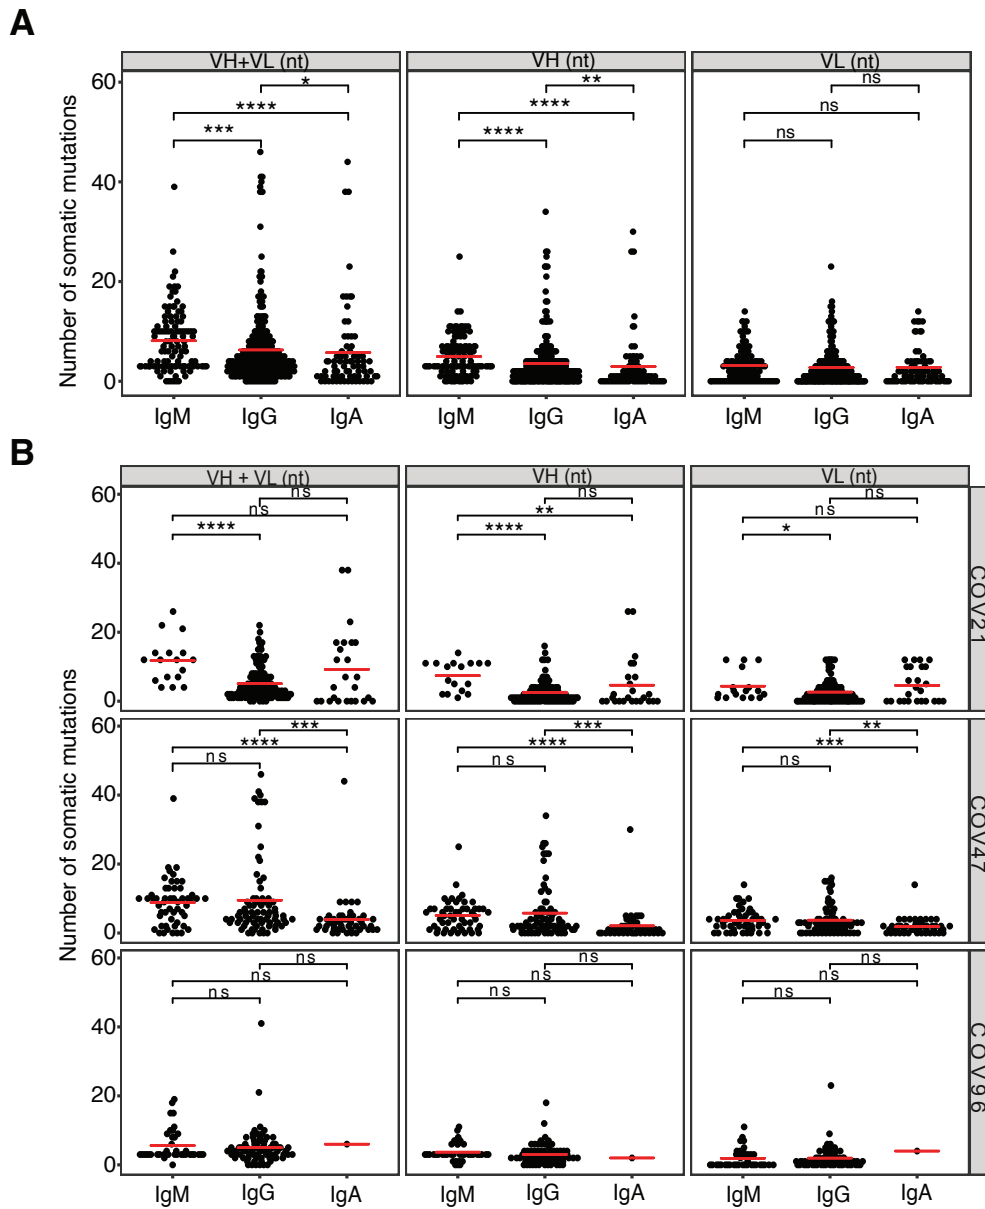 A
VH+VL (nt) VH (nt) VL (nt)
Number of somatic mutations
60
40
20
0
* **** ***
** **** ****
ns ns ns
IgM IgG IgA IgM IgG IgA IgM IgG IgA
B
VH + VL (nt) VH (nt) VL (nt)
Number of somatic mutations
60
40
20
0
ns ns ****
ns ** ****
ns ns *
COV21
60
40
20
0
*** **** ns
*** **** ns
** *** ns
COV47
60
40
20
0
ns ns ns
ns ns ns
ns ns ns
COV96
IgM IgG IgA IgM IgG IgA IgM IgG IgA